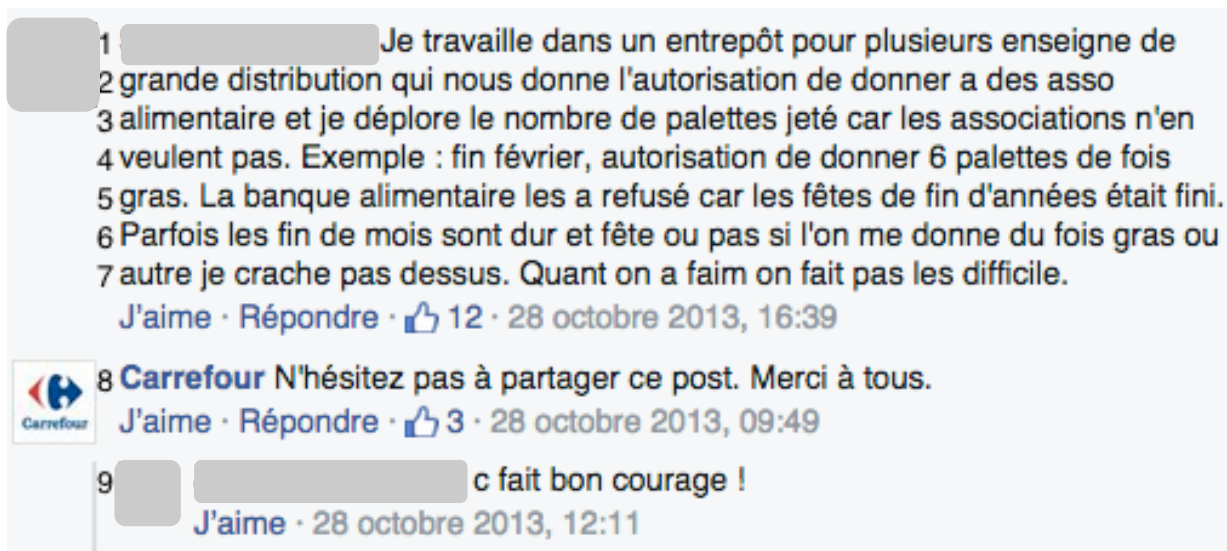 1 Je travaille dans un entrepôt pour plusieurs enseigne de
2 grande distribution qui nous donne l'autorisation de donner a des asso
3 alimentaire et je déplore le nombre de palettes jeté car les associations n'en
4 veulent pas. Exemple : fin février, autorisation de donner 6 palettes de fois
5 gras. La banque alimentaire les a refusé car les fêtes de fin d'années était fini.
6 Parfois les fin de mois sont dur et fête ou pas si l'on me donne du fois gras ou
7 autre je crache pas dessus. Quant on a faim on fait pas les difficile.
J'aime · Répondre · 12 · 28 octobre 2013, 16:39
8 Carrefour N'hésitez pas à partager ce post. Merci à tous.
Carrefour
J'aime · Répondre · 3 · 28 octobre 2013, 09:49
9 c fait bon courage !
J'aime · 28 octobre 2013, 12:11